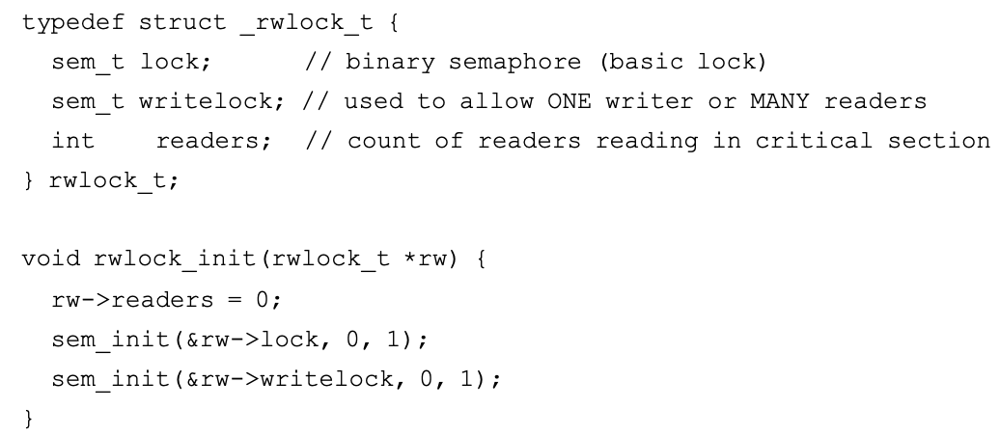 typedef struct _rwlock_t {
  sem_t lock;      // binary semaphore (basic lock)
  sem_t writelock; // used to allow ONE writer or MANY readers
  int    readers;  // count of readers reading in critical section
} rwlock_t;

void rwlock_init(rwlock_t *rw) {
  rw->readers = 0;
  sem_init(&rw->lock, 0, 1);
  sem_init(&rw->writelock, 0, 1);
}